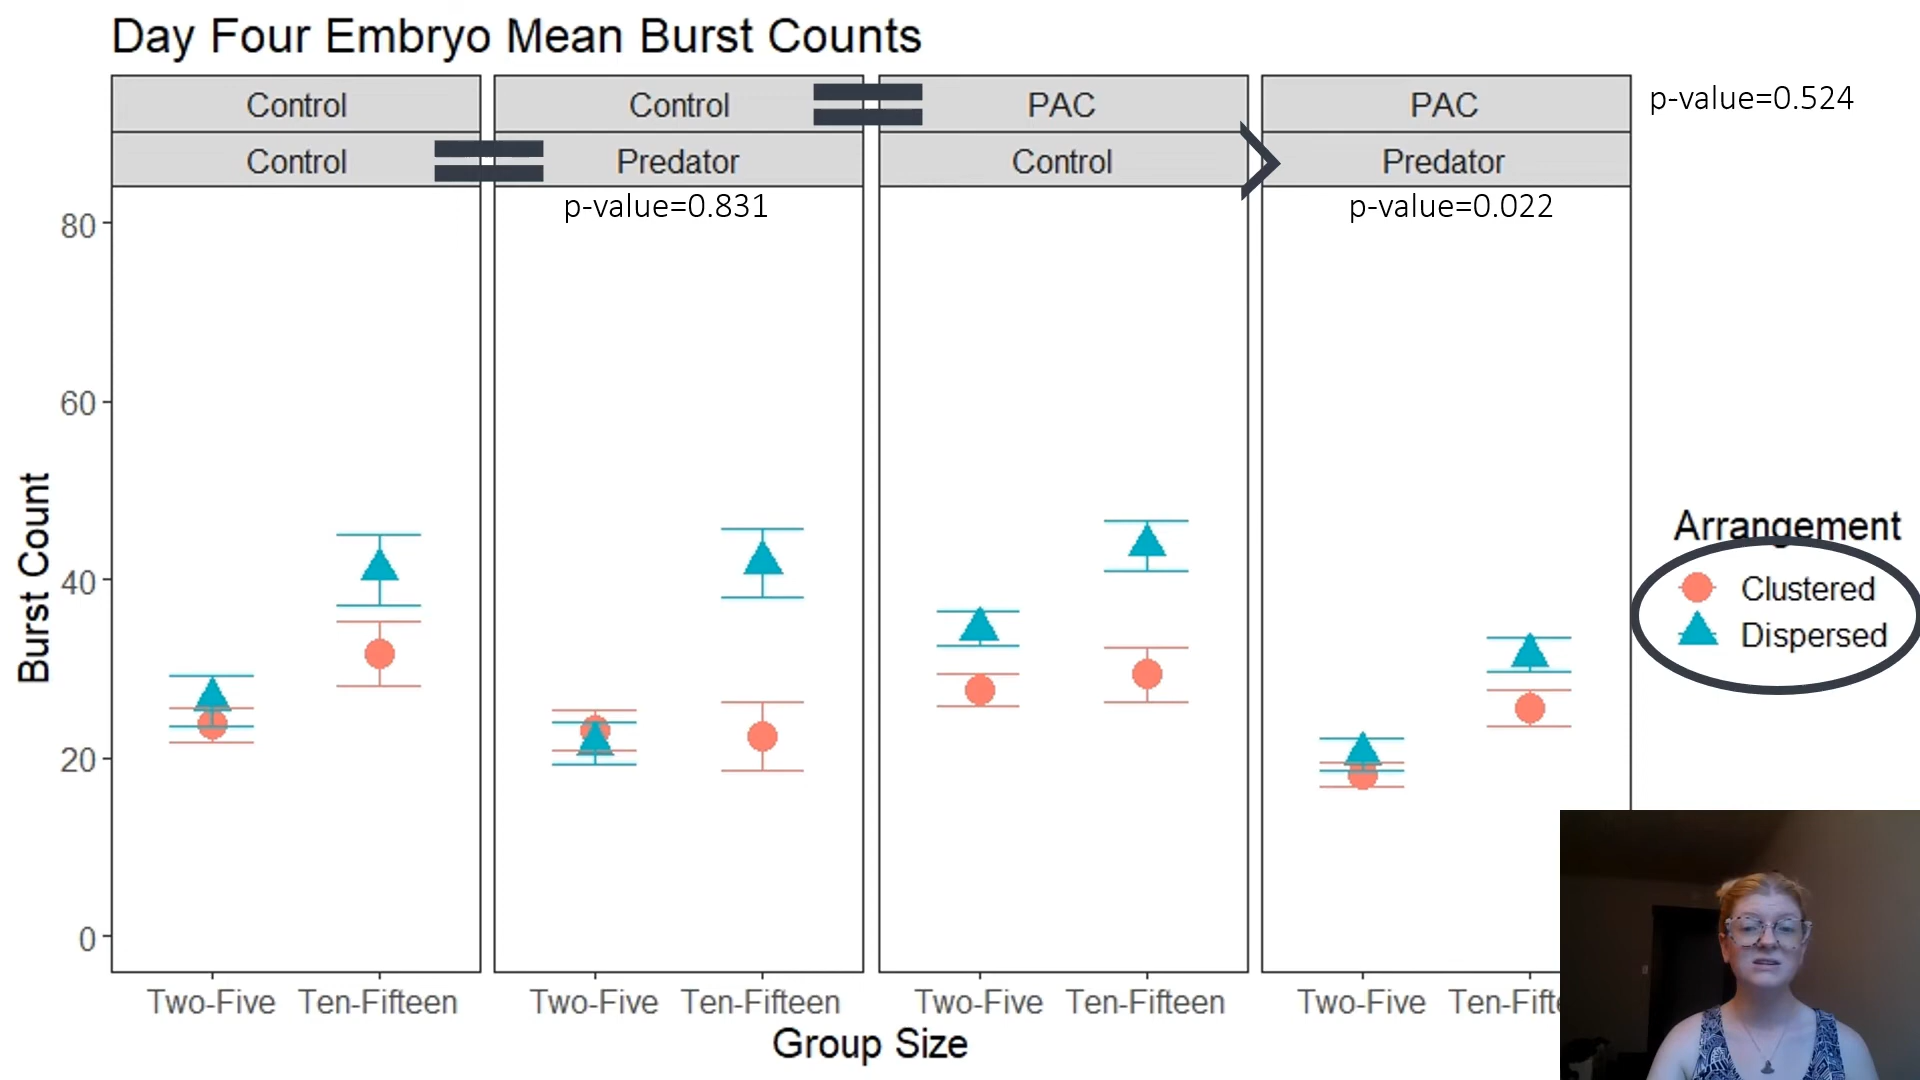 Day Four Embryo Mean Burst Counts
Control Control PAC PAC
p-value=0.524
Control Predator Control Predator
p-value=0.831 p-value=0.022
80
60
40
20
0
Burst Count
Arrangement
Clustered
Dispersed
Two-Five Ten-Fifteen Two-Five Ten-Fifteen Two-Five Ten-Fifteen Two-Five
Group Size